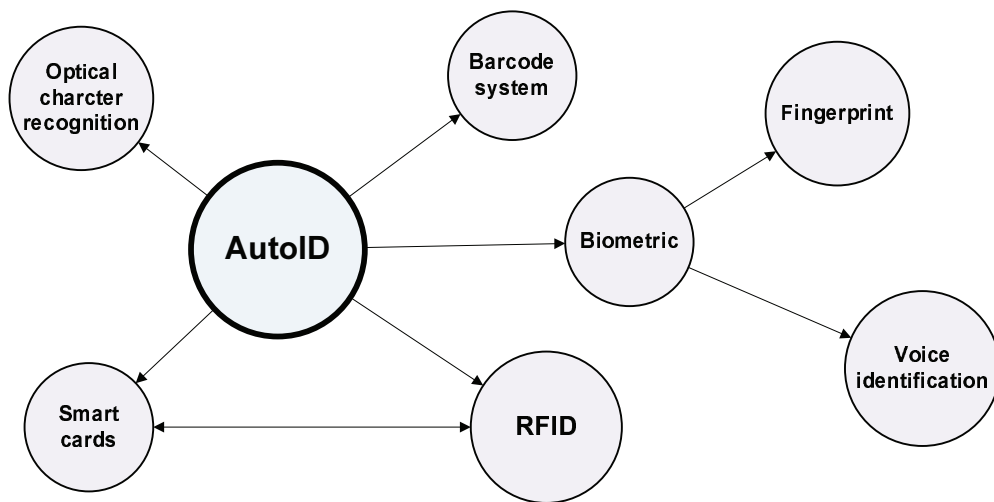 Optical
charcter
recognition
Barcode
system
Fingerprint
AutoID
Biometric
Voice
identification
Smart
cards
RFID